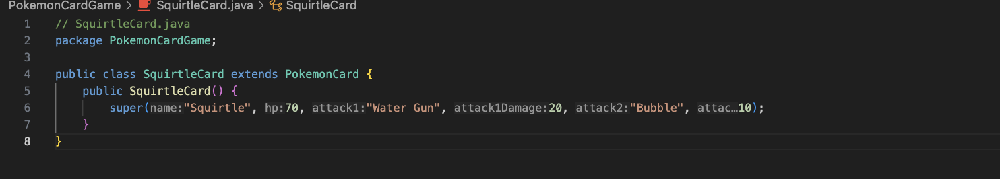 PokemonCardGame > SquirtleCard.java > SquirtleCard
1 // SquirtleCard.java
2 package PokemonCardGame;
3
4 public class SquirtleCard extends PokemonCard {
5 public SquirtleCard() {
6 super(name:"Squirtle", hp:70, attack1:"Water Gun", attack1Damage:20, attack2:"Bubble", attac…10);
7 }
8 }